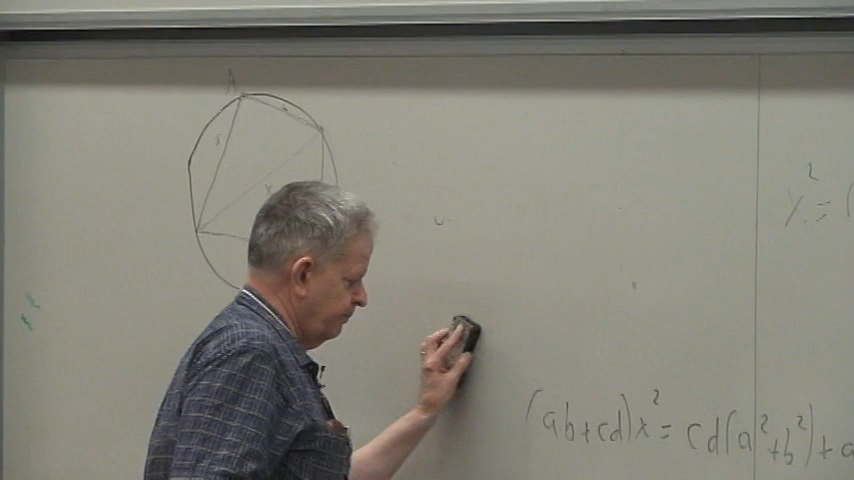 A
x
y² = (
(ab+cd)x² = cd(a²+b²)+a